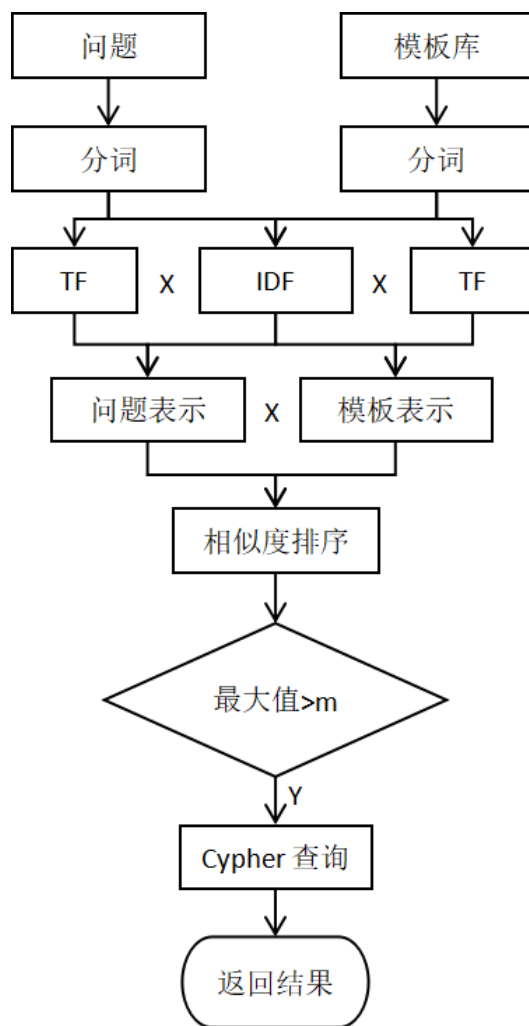 问题
模板库
分词
分词
TF
X
IDF
X
TF
问题表示
X
模板表示
相似度排序
最大值>m
Y
Cypher 查询
返回结果